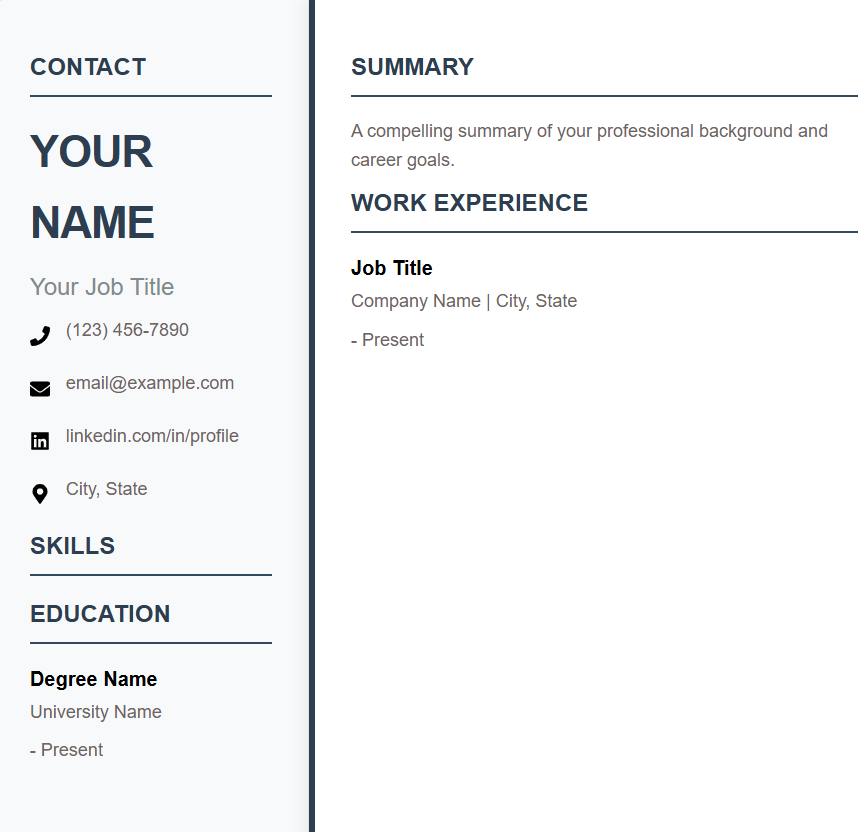 CONTACT
YOUR
NAME
Your Job Title
(123) 456-7890
email@example.com
linkedin.com/in/profile
City, State
SKILLS
EDUCATION
Degree Name
University Name
- Present
SUMMARY
A compelling summary of your professional background and
career goals.
WORK EXPERIENCE
Job Title
Company Name | City, State
- Present